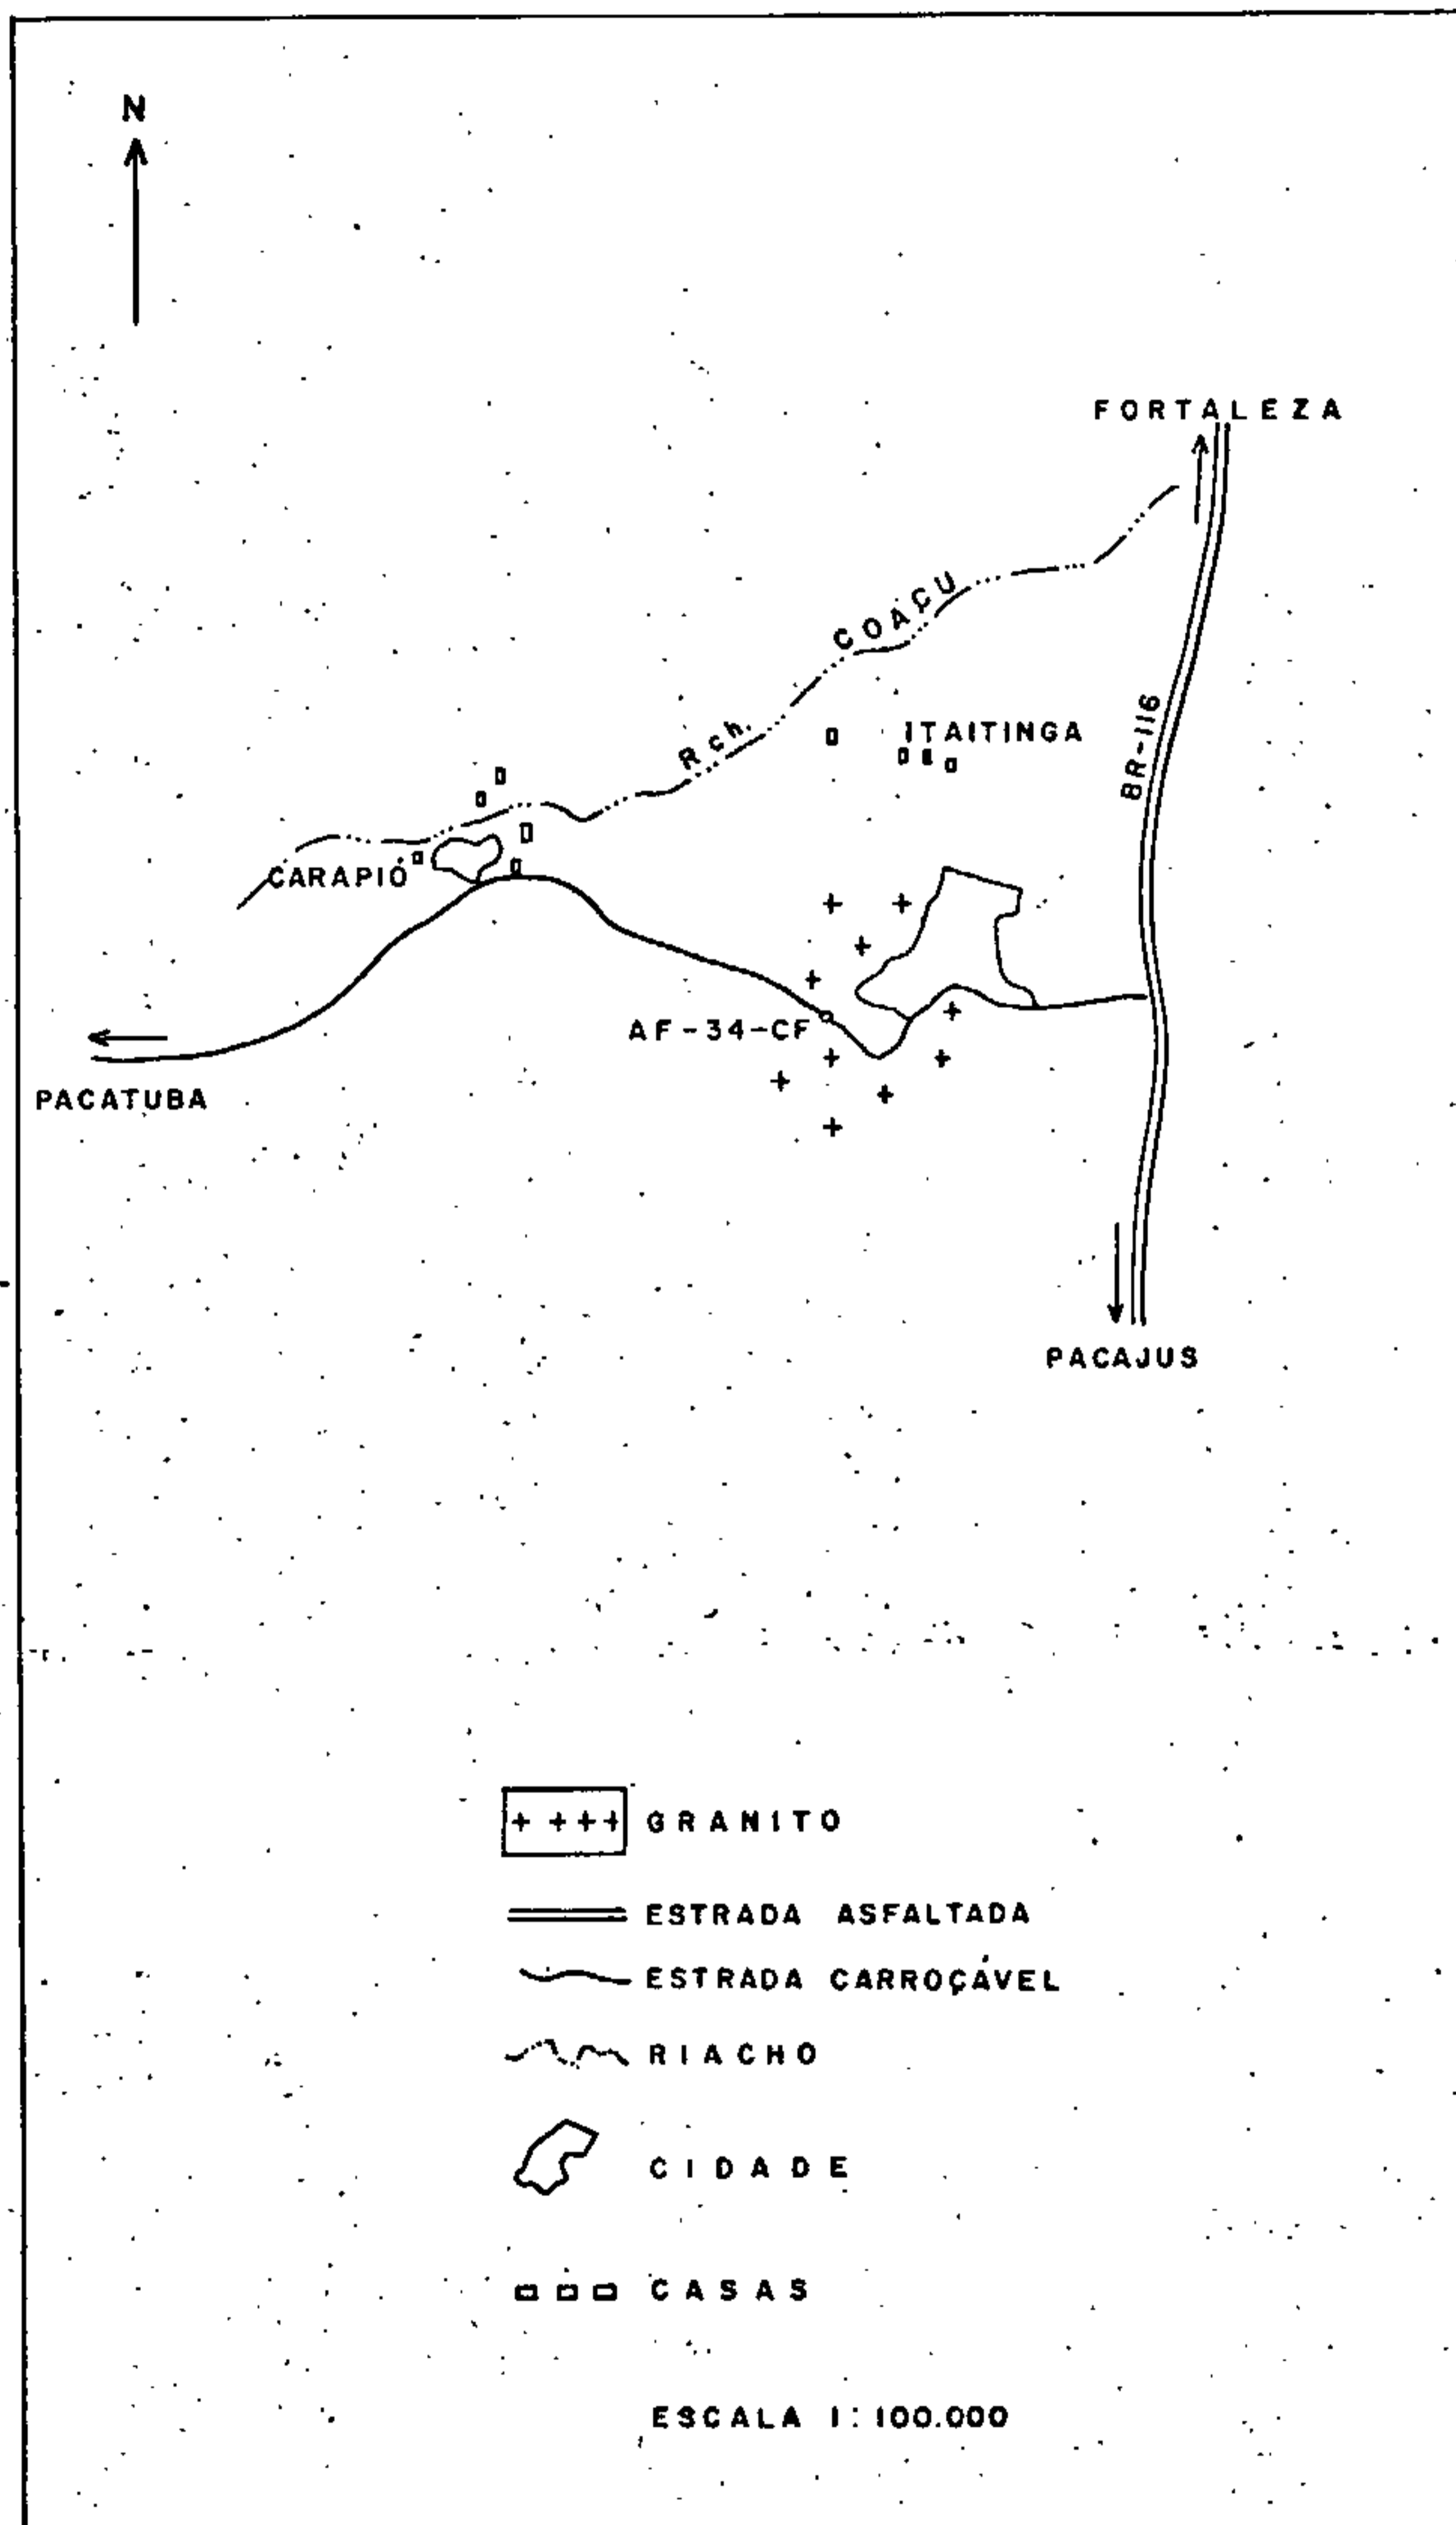 N
FORTALEZA
Rch. COAÇU
ITAITINGA
BR-116
CARAPIÓ
AF-34-CF
PACATUBA
PACAJUS
GRANITO
ESTRADA ASFALTADA
ESTRADA CARROÇÁVEL
RIACHO
CIDADE
CASAS
ESCALA 1:100.000